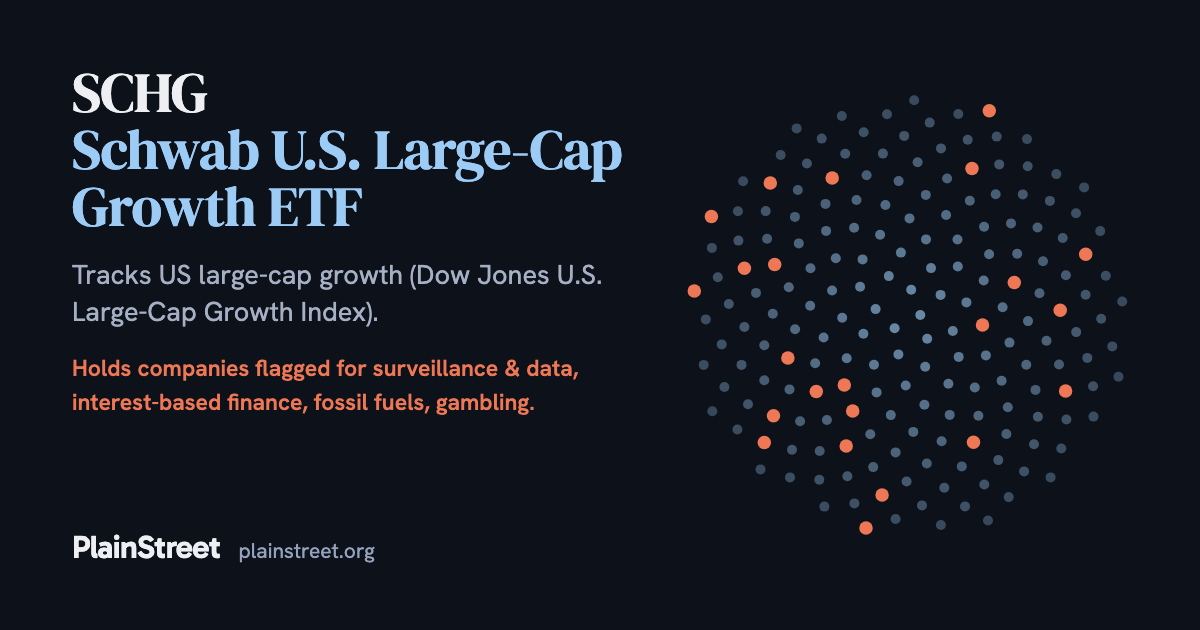 SCHG
Schwab U.S. Large-Cap
Growth ETF
Tracks US large-cap growth (Dow Jones U.S.
Large-Cap Growth Index).
Holds companies flagged for surveillance & data,
interest-based finance, fossil fuels, gambling.
PlainStreet plainstreet.org